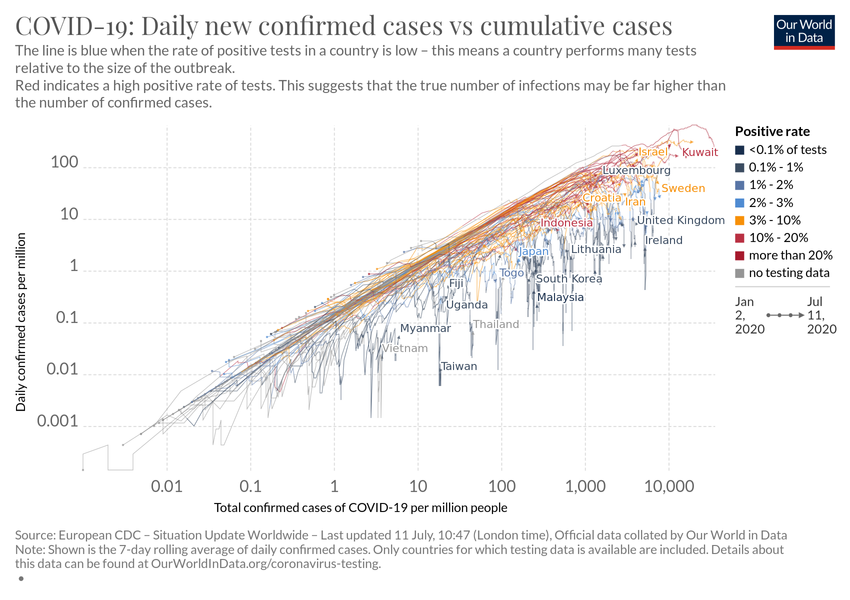 COVID-19: Daily new confirmed cases vs cumulative cases
Our World
in Data
The line is blue when the rate of positive tests in a country is low – this means a country performs many tests
relative to the size of the outbreak.
Red indicates a high positive rate of tests. This suggests that the true number of infections may be far higher than
the number of confirmed cases.
Positive rate
<0.1% of tests
0.1% - 1%
1% - 2%
2% - 3%
3% - 10%
10% - 20%
more than 20%
no testing data
Jan 2, 2020
Jul 11, 2020
Daily confirmed cases per million
100
10
1
0.1
0.01
0.001
Israel
Kuwait
Luxembourg
Sweden
Croatia
Iran
Indonesia
United Kingdom
Ireland
Lithuania
Japan
Togo
South Korea
Fiji
Malaysia
Uganda
Thailand
Myanmar
Vietnam
Taiwan
0.01
0.1
1
10
100
1,000
10,000
Total confirmed cases of COVID-19 per million people
Source: European CDC – Situation Update Worldwide – Last updated 11 July, 10:47 (London time), Official data collated by Our World in Data
Note: Shown is the 7-day rolling average of daily confirmed cases. Only countries for which testing data is available are included. Details about
this data can be found at OurWorldInData.org/coronavirus-testing.